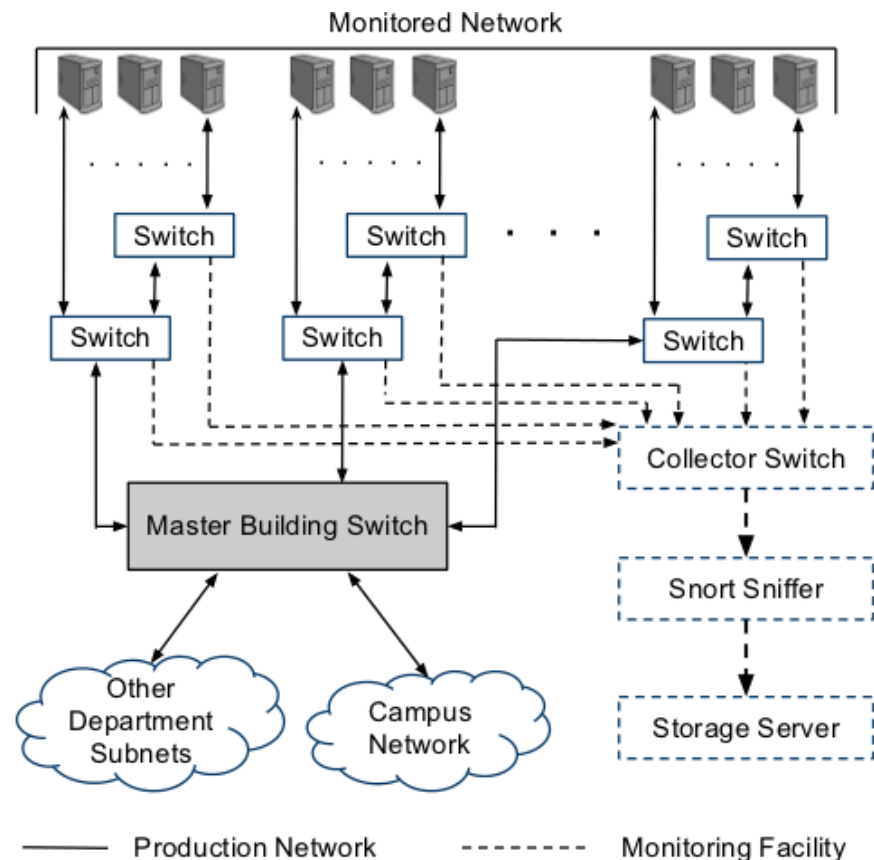 Monitored Network
Switch
Switch
Switch
Switch
Switch
Switch
Collector Switch
Master Building Switch
Snort Sniffer
Other
Department
Subnets
Campus
Network
Storage Server
Production Network
Monitoring Facility